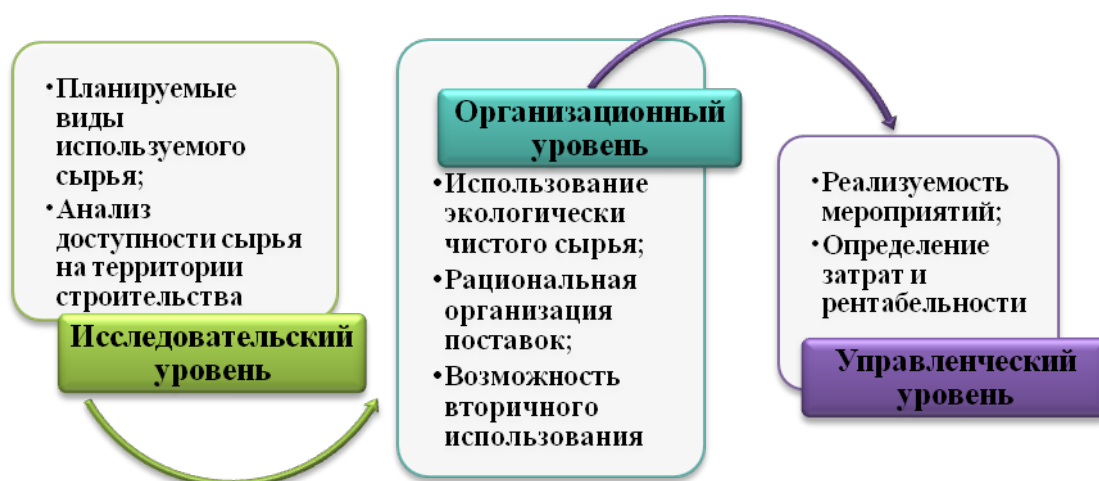 •Планируемые
виды
используемого
сырья;
•Анализ
доступности сырья
на территории
строительства
Исследовательский
уровень
Организационный
уровень
•Использование
экологически
чистого сырья;
•Рациональная
организация
поставок;
•Возможность
вторичного
использования
•Реализуемость
мероприятий;
•Определение
затрат и
рентабельности
Управленческий
уровень